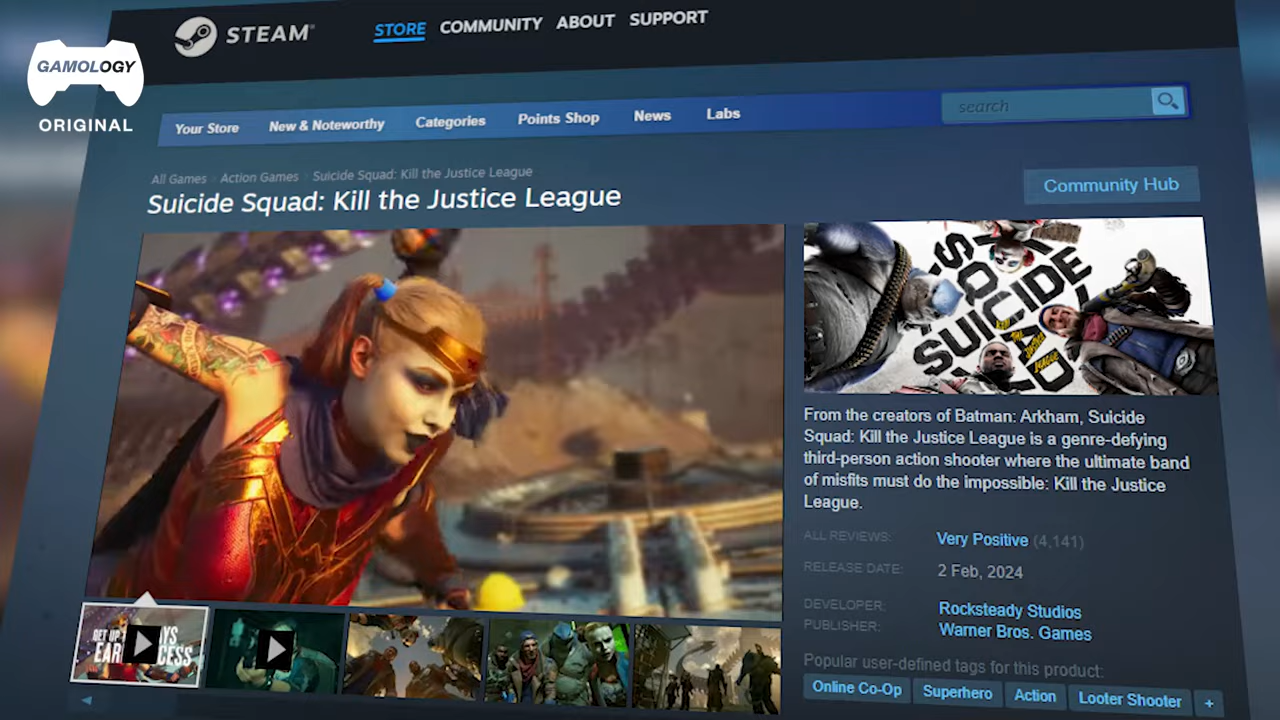 GAMOLOGY
ORIGINAL
STEAM®
STORE COMMUNITY ABOUT SUPPORT
Your Store New & Noteworthy Categories Points Shop News Labs
search
All Games > Action Games > Suicide Squad: Kill the Justice League
Suicide Squad: Kill the Justice League
Community Hub
SUICIDE
KILL
THE
JUSTICE
LEAGUE
From the creators of Batman: Arkham, Suicide
Squad: Kill the Justice League is a genre-defying
third-person action shooter where the ultimate band
of misfits must do the impossible: Kill the Justice
League.
ALL REVIEWS: Very Positive (4,141)
RELEASE DATE: 2 Feb, 2024
DEVELOPER: Rocksteady Studios
PUBLISHER: Warner Bros. Games
Popular user-defined tags for this product:
Online Co-Op Superhero Action Looter Shooter +